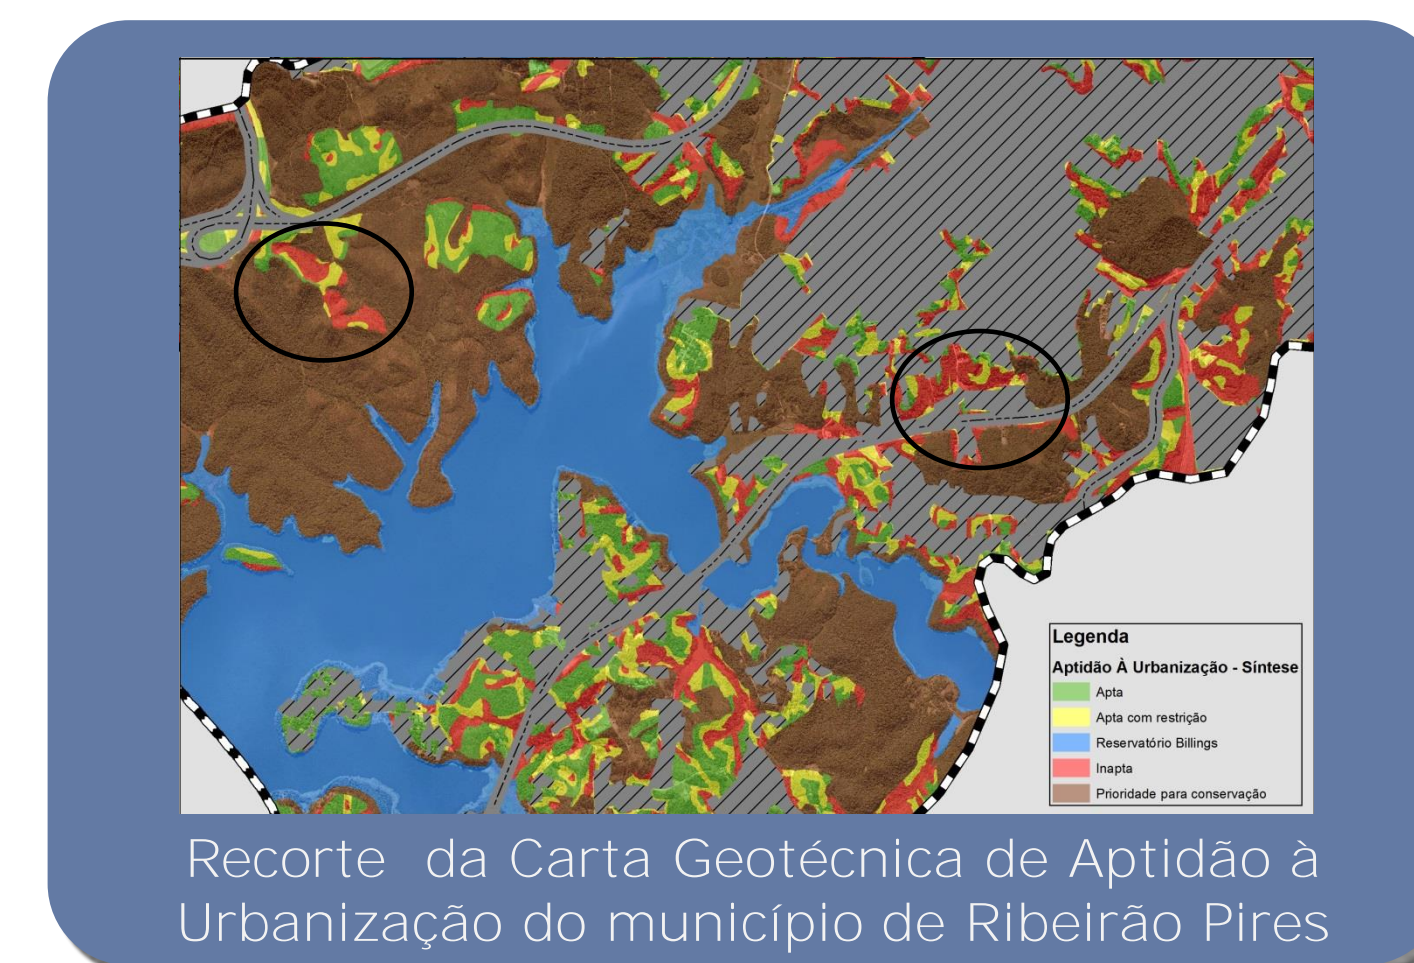 Legenda
Aptidão À Urbanização - Síntese
Apta
Apta com restrição
Reservatório Billings
Inapta
Prioridade para conservação
Recorte da Carta Geotécnica de Aptidão à
Urbanização do município de Ribeirão Pires